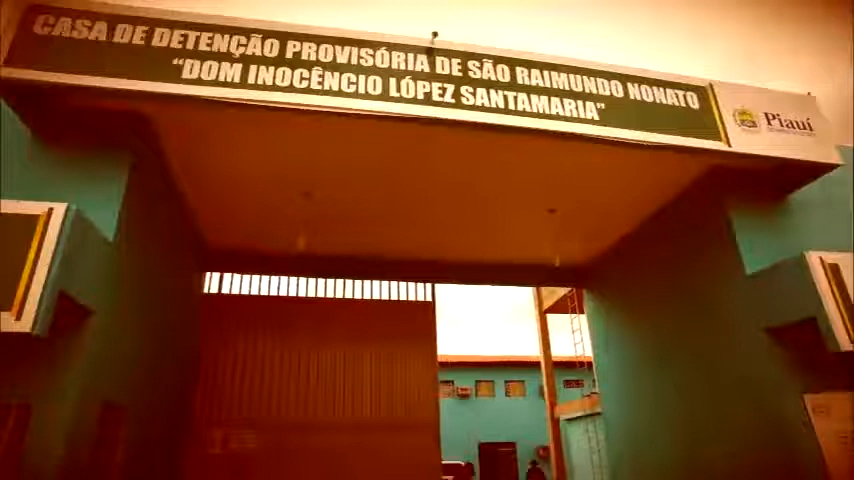 CASA DE DETENÇÃO PROVISÓRIA DE SÃO RAIMUNDO NONATO
"DOM INOCÊNCIO LÓPEZ SANTAMARIA"
Piauí